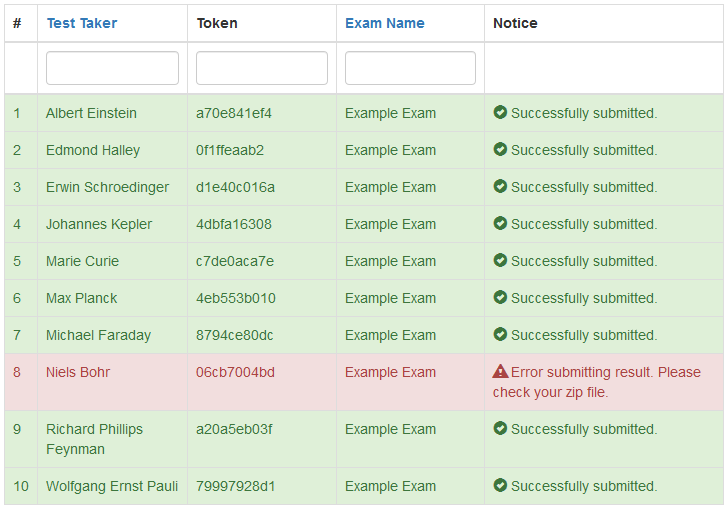 # Test Taker Token Exam Name Notice
1 Albert Einstein a70e841ef4 Example Exam Successfully submitted.
2 Edmond Halley 0f1ffeaab2 Example Exam Successfully submitted.
3 Erwin Schroedinger d1e40c016a Example Exam Successfully submitted.
4 Johannes Kepler 4dbfa16308 Example Exam Successfully submitted.
5 Marie Curie c7de0aca7e Example Exam Successfully submitted.
6 Max Planck 4eb553b010 Example Exam Successfully submitted.
7 Michael Faraday 8794ce80dc Example Exam Successfully submitted.
8 Niels Bohr 06cb7004bd Example Exam Error submitting result. Please
check your zip file.
9 Richard Phillips a20a5eb03f Example Exam Successfully submitted.
Feynman
10 Wolfgang Ernst Pauli 79997928d1 Example Exam Successfully submitted.